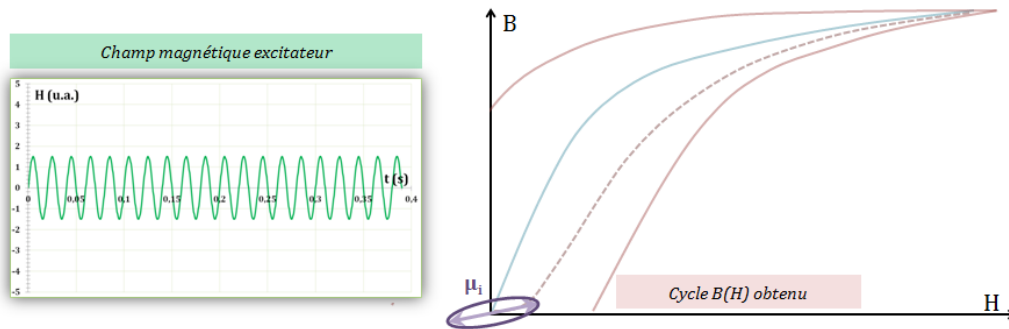 Champ magnétique excitateur
H (u.a.)
5
4
3
2
1
0
-1
-2
-3
-4
-5
t (s)
0 0,05 0,1 0,15 0,2 0,25 0,3 0,35 0,4
B
μi
Cycle B(H) obtenu
H